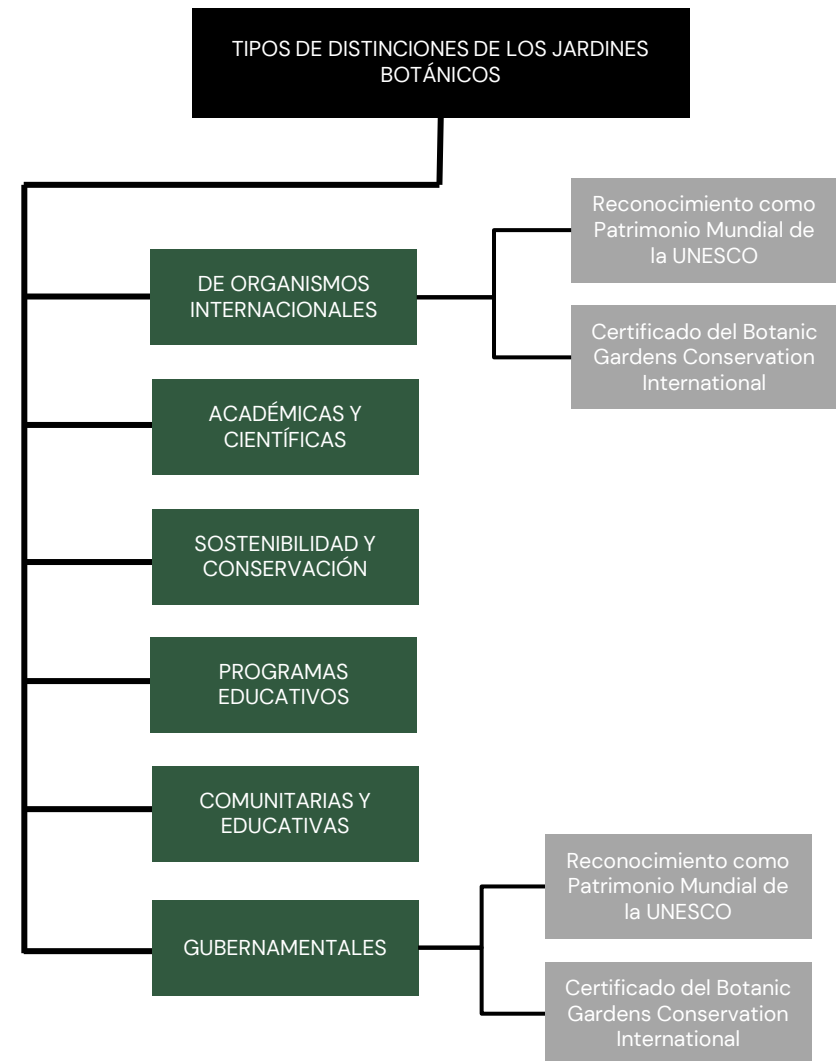 TIPOS DE DISTINCIONES DE LOS JARDINES
BOTÁNICOS
Reconocimiento como
Patrimonio Mundial de
la UNESCO
DE ORGANISMOS
INTERNACIONALES
Certificado del Botanic
Gardens Conservation
International
ACADÉMICAS Y
CIENTÍFICAS
SOSTENIBILIDAD Y
CONSERVACIÓN
PROGRAMAS
EDUCATIVOS
COMUNITARIAS Y
EDUCATIVAS
Reconocimiento como
Patrimonio Mundial de
la UNESCO
GUBERNAMENTALES
Certificado del Botanic
Gardens Conservation
International